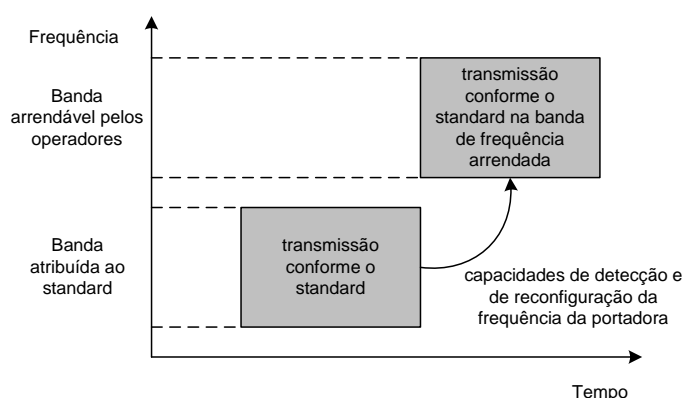 Frequência
Banda
arrendável pelos
operadores
transmissão
conforme o
standard na banda
de frequência
arrendada
Banda
atribuída ao
standard
transmissão
conforme o
standard
capacidades de detecção e
de reconfiguração da
frequência da portadora
Tempo